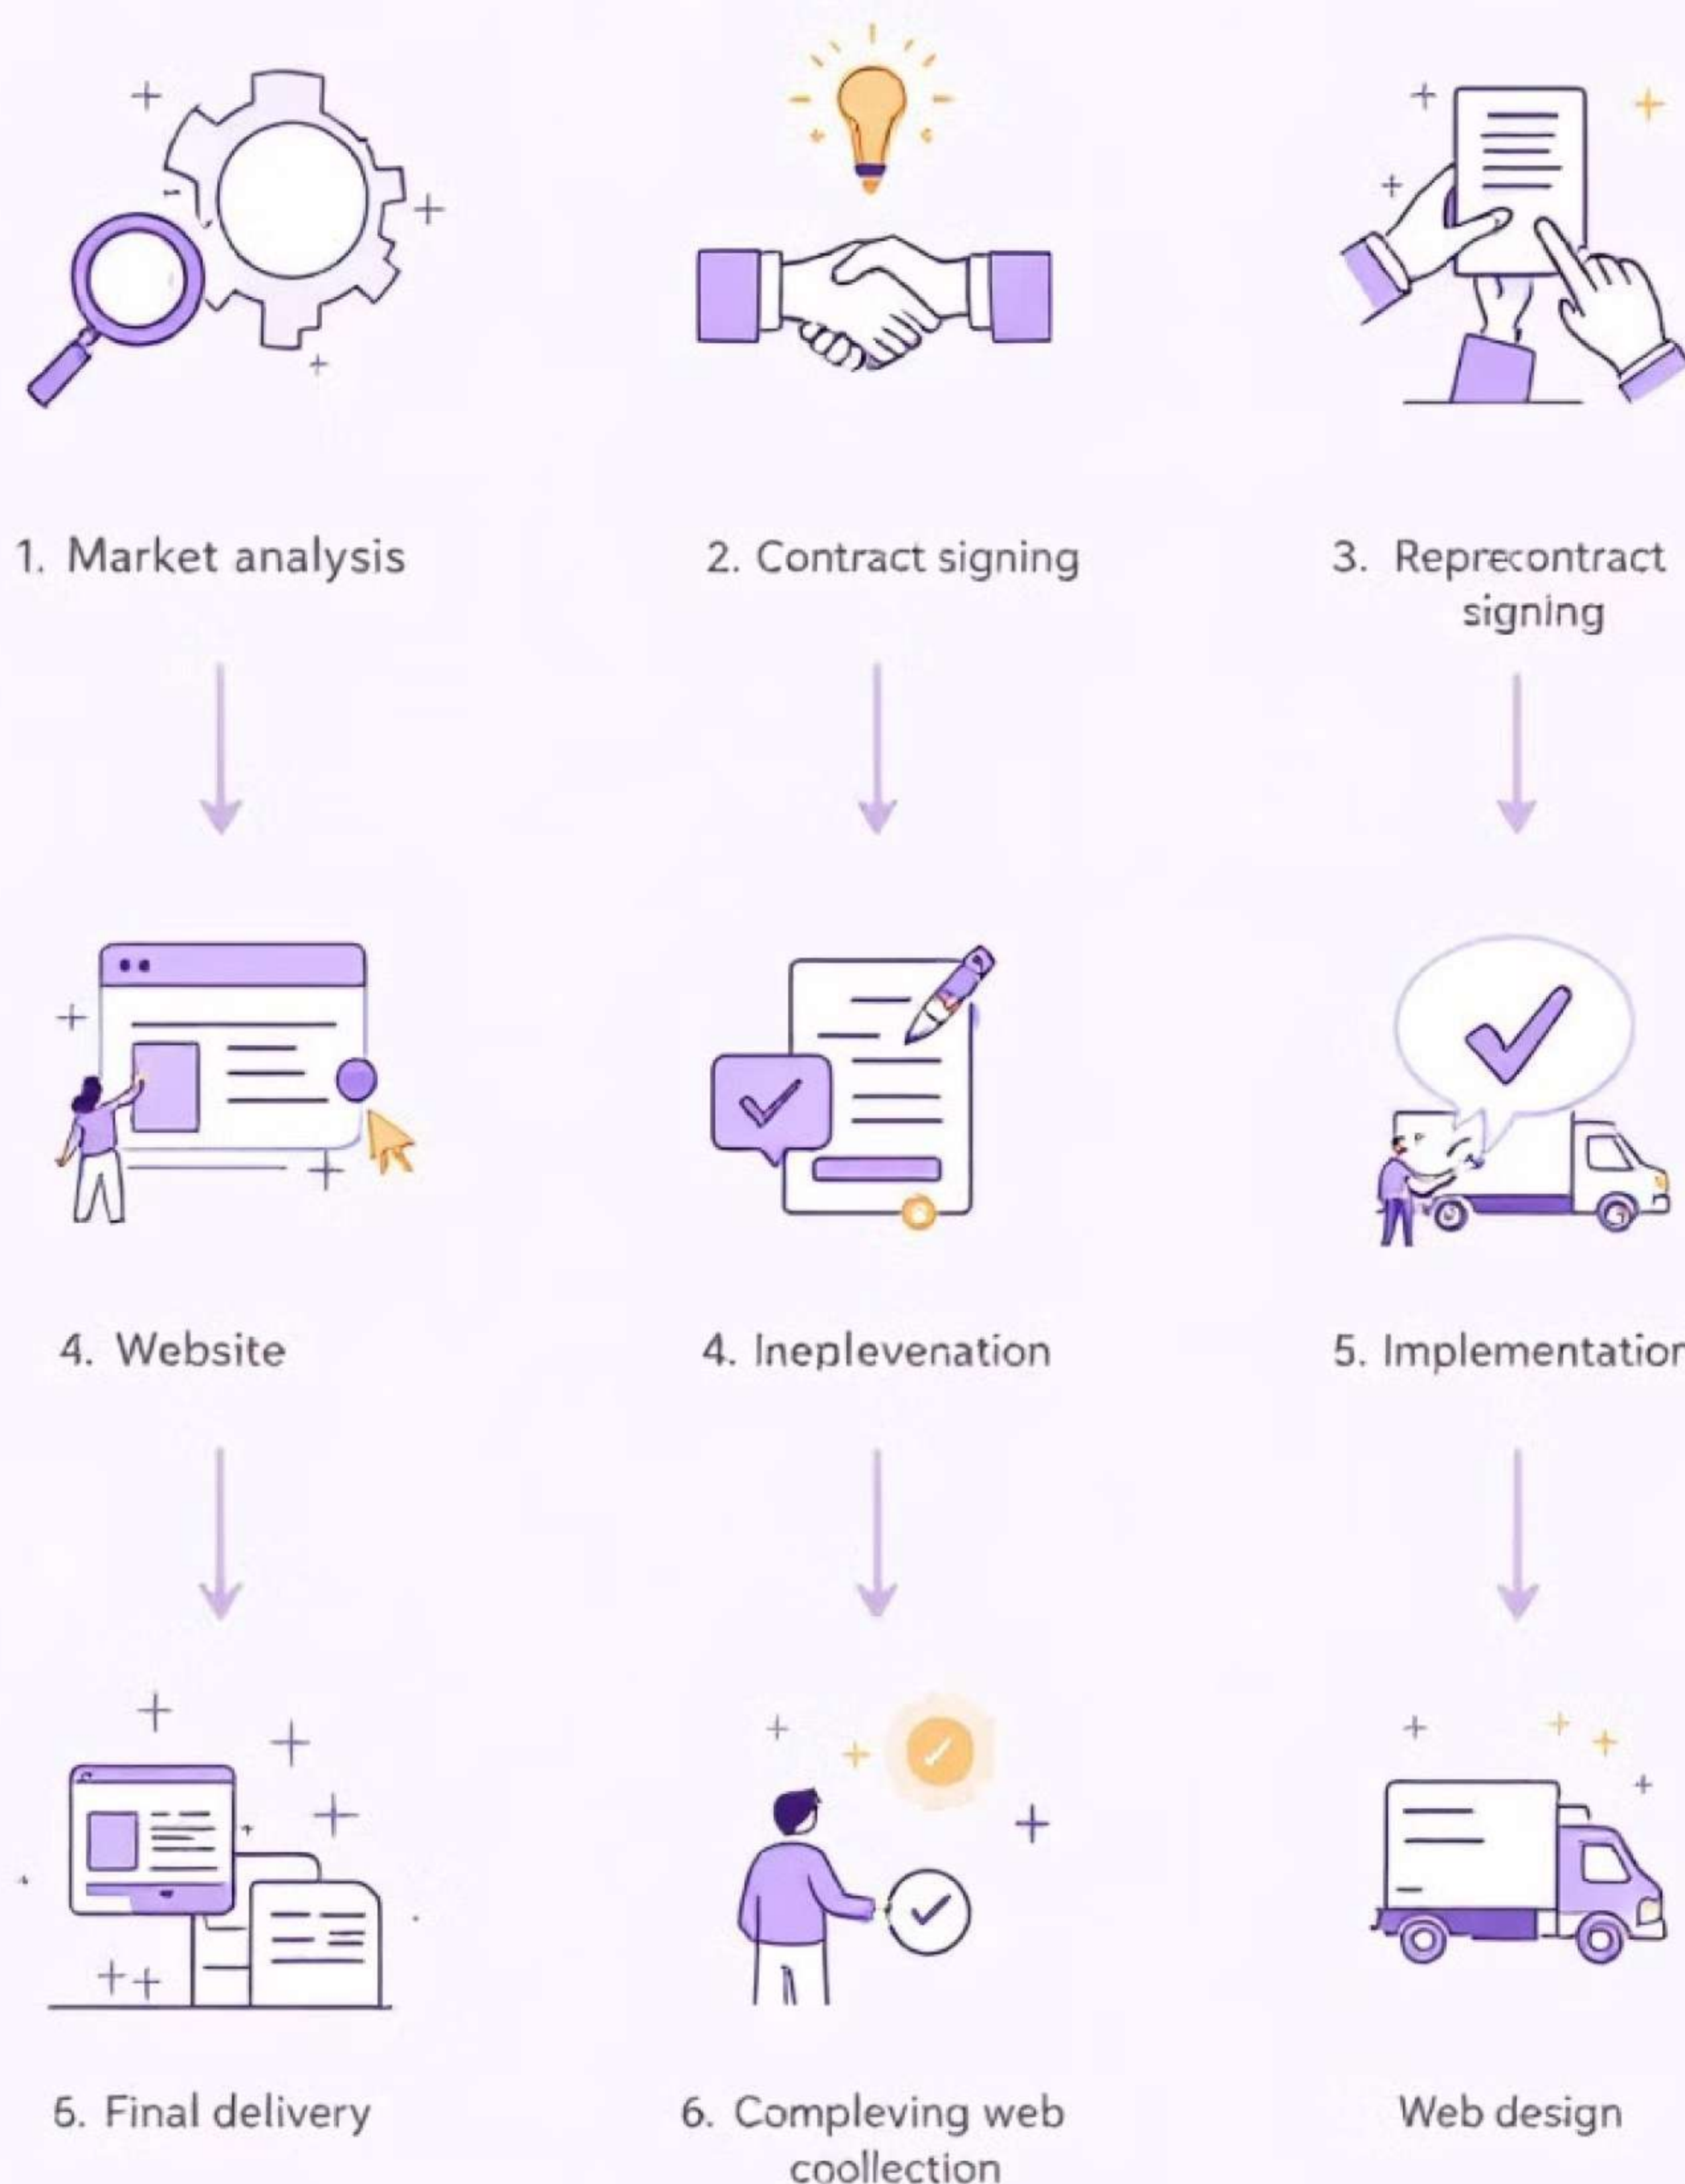 1. Market analysis
2. Contract signing
3. Reprecontract
signing
4. Website
4. Ineplevenation
5. Implementation
6. Final delivery
6. Compleving web
coollection
Web design